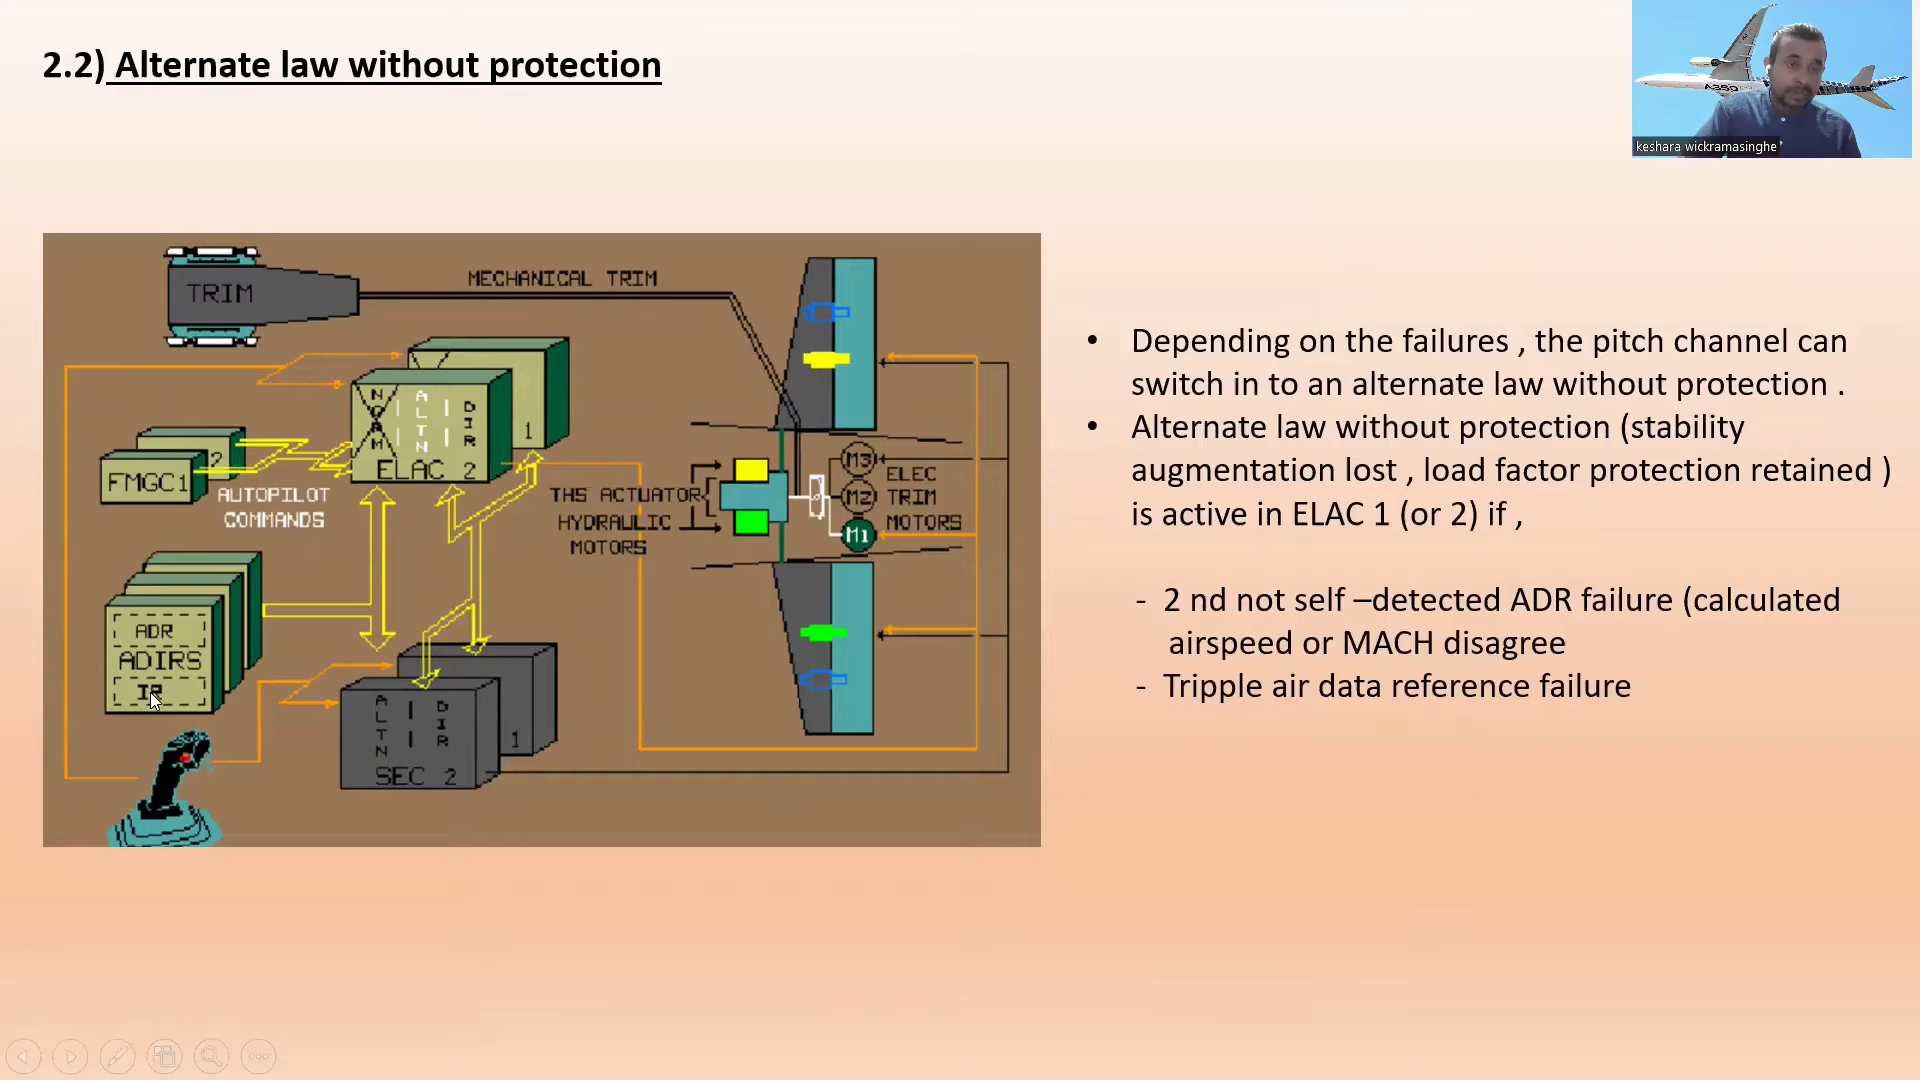 2.2) Alternate law without protection
A350
keshara wickramasinghe
TRIM
MECHANICAL TRIM
NORM
ALTN
DIR
1
ELAC 2
2
FMGC1
AUTOPILOT
COMMANDS
THS ACTUATOR
HYDRAULIC
MOTORS
M3
M2
M1
ELEC
TRIM
MOTORS
ADR
ADIRS
IR
ALTN
DIR
1
SEC 2
• Depending on the failures , the pitch channel can
switch in to an alternate law without protection .
• Alternate law without protection (stability
augmentation lost , load factor protection retained )
is active in ELAC 1 (or 2) if ,
- 2 nd not self –detected ADR failure (calculated
airspeed or MACH disagree
- Tripple air data reference failure